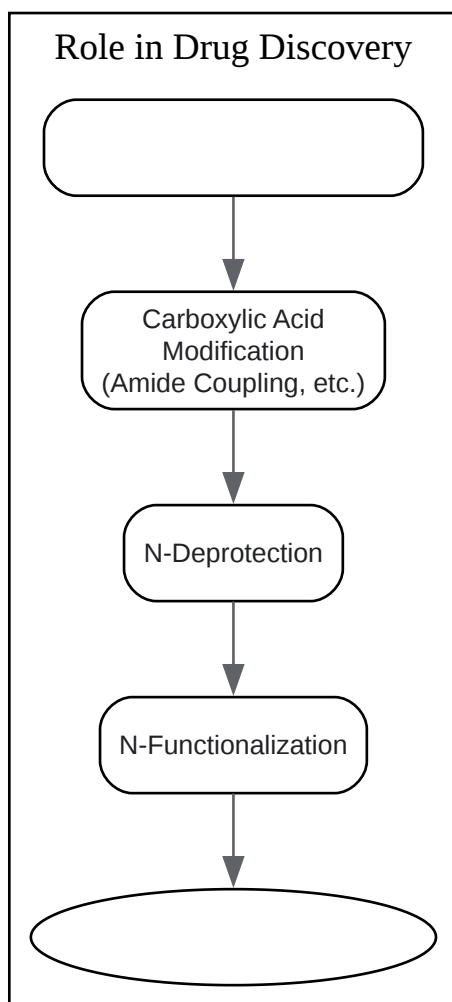 Role in Drug Discovery
Carboxylic Acid
Modification
(Amide Coupling, etc.)
N-Deprotection
N-Functionalization